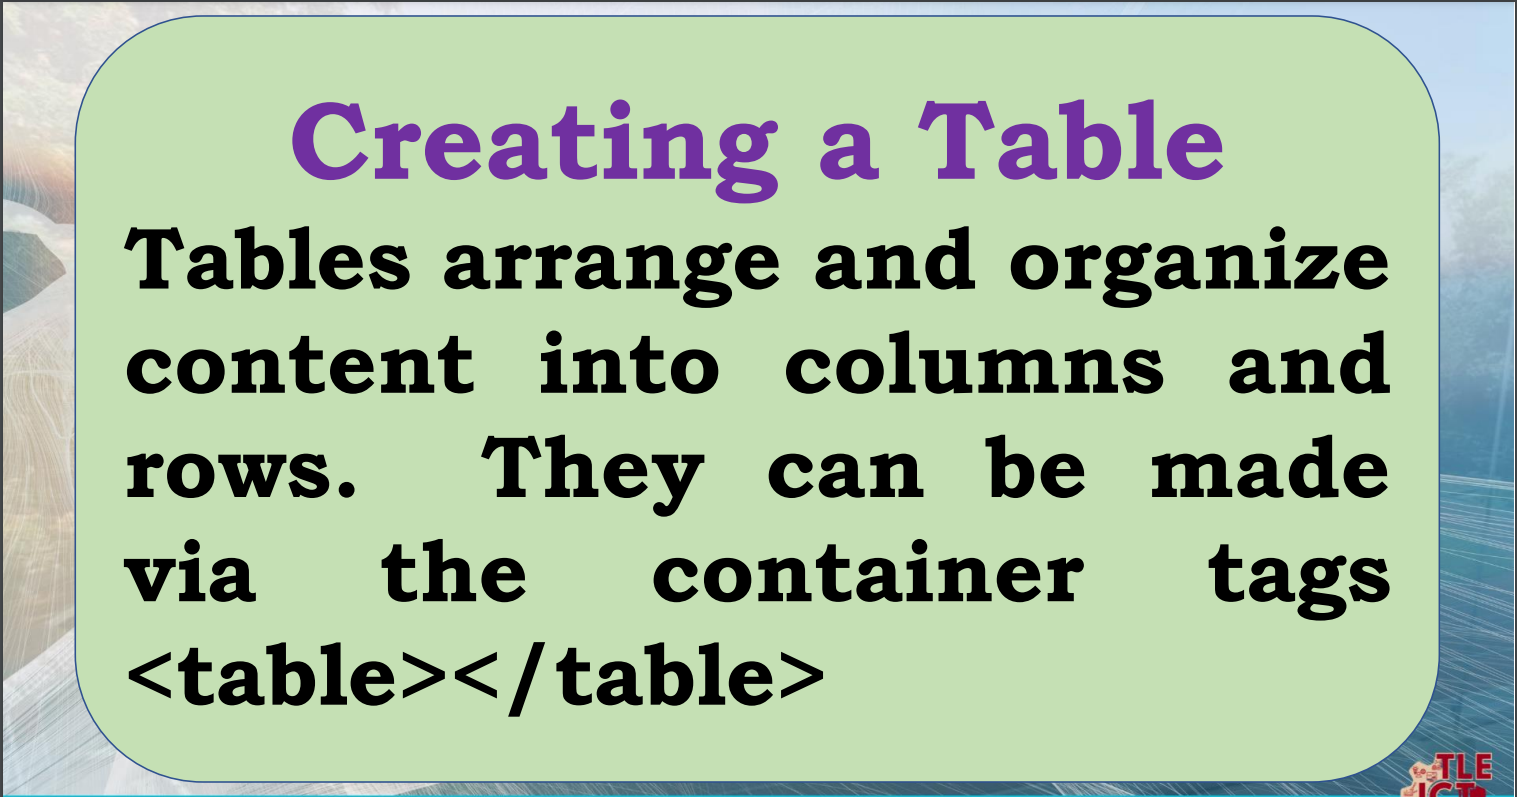 Creating a Table
Tables arrange and organize
content into columns and
rows. They can be made
via the container tags
<table></table>
TLE
ICT